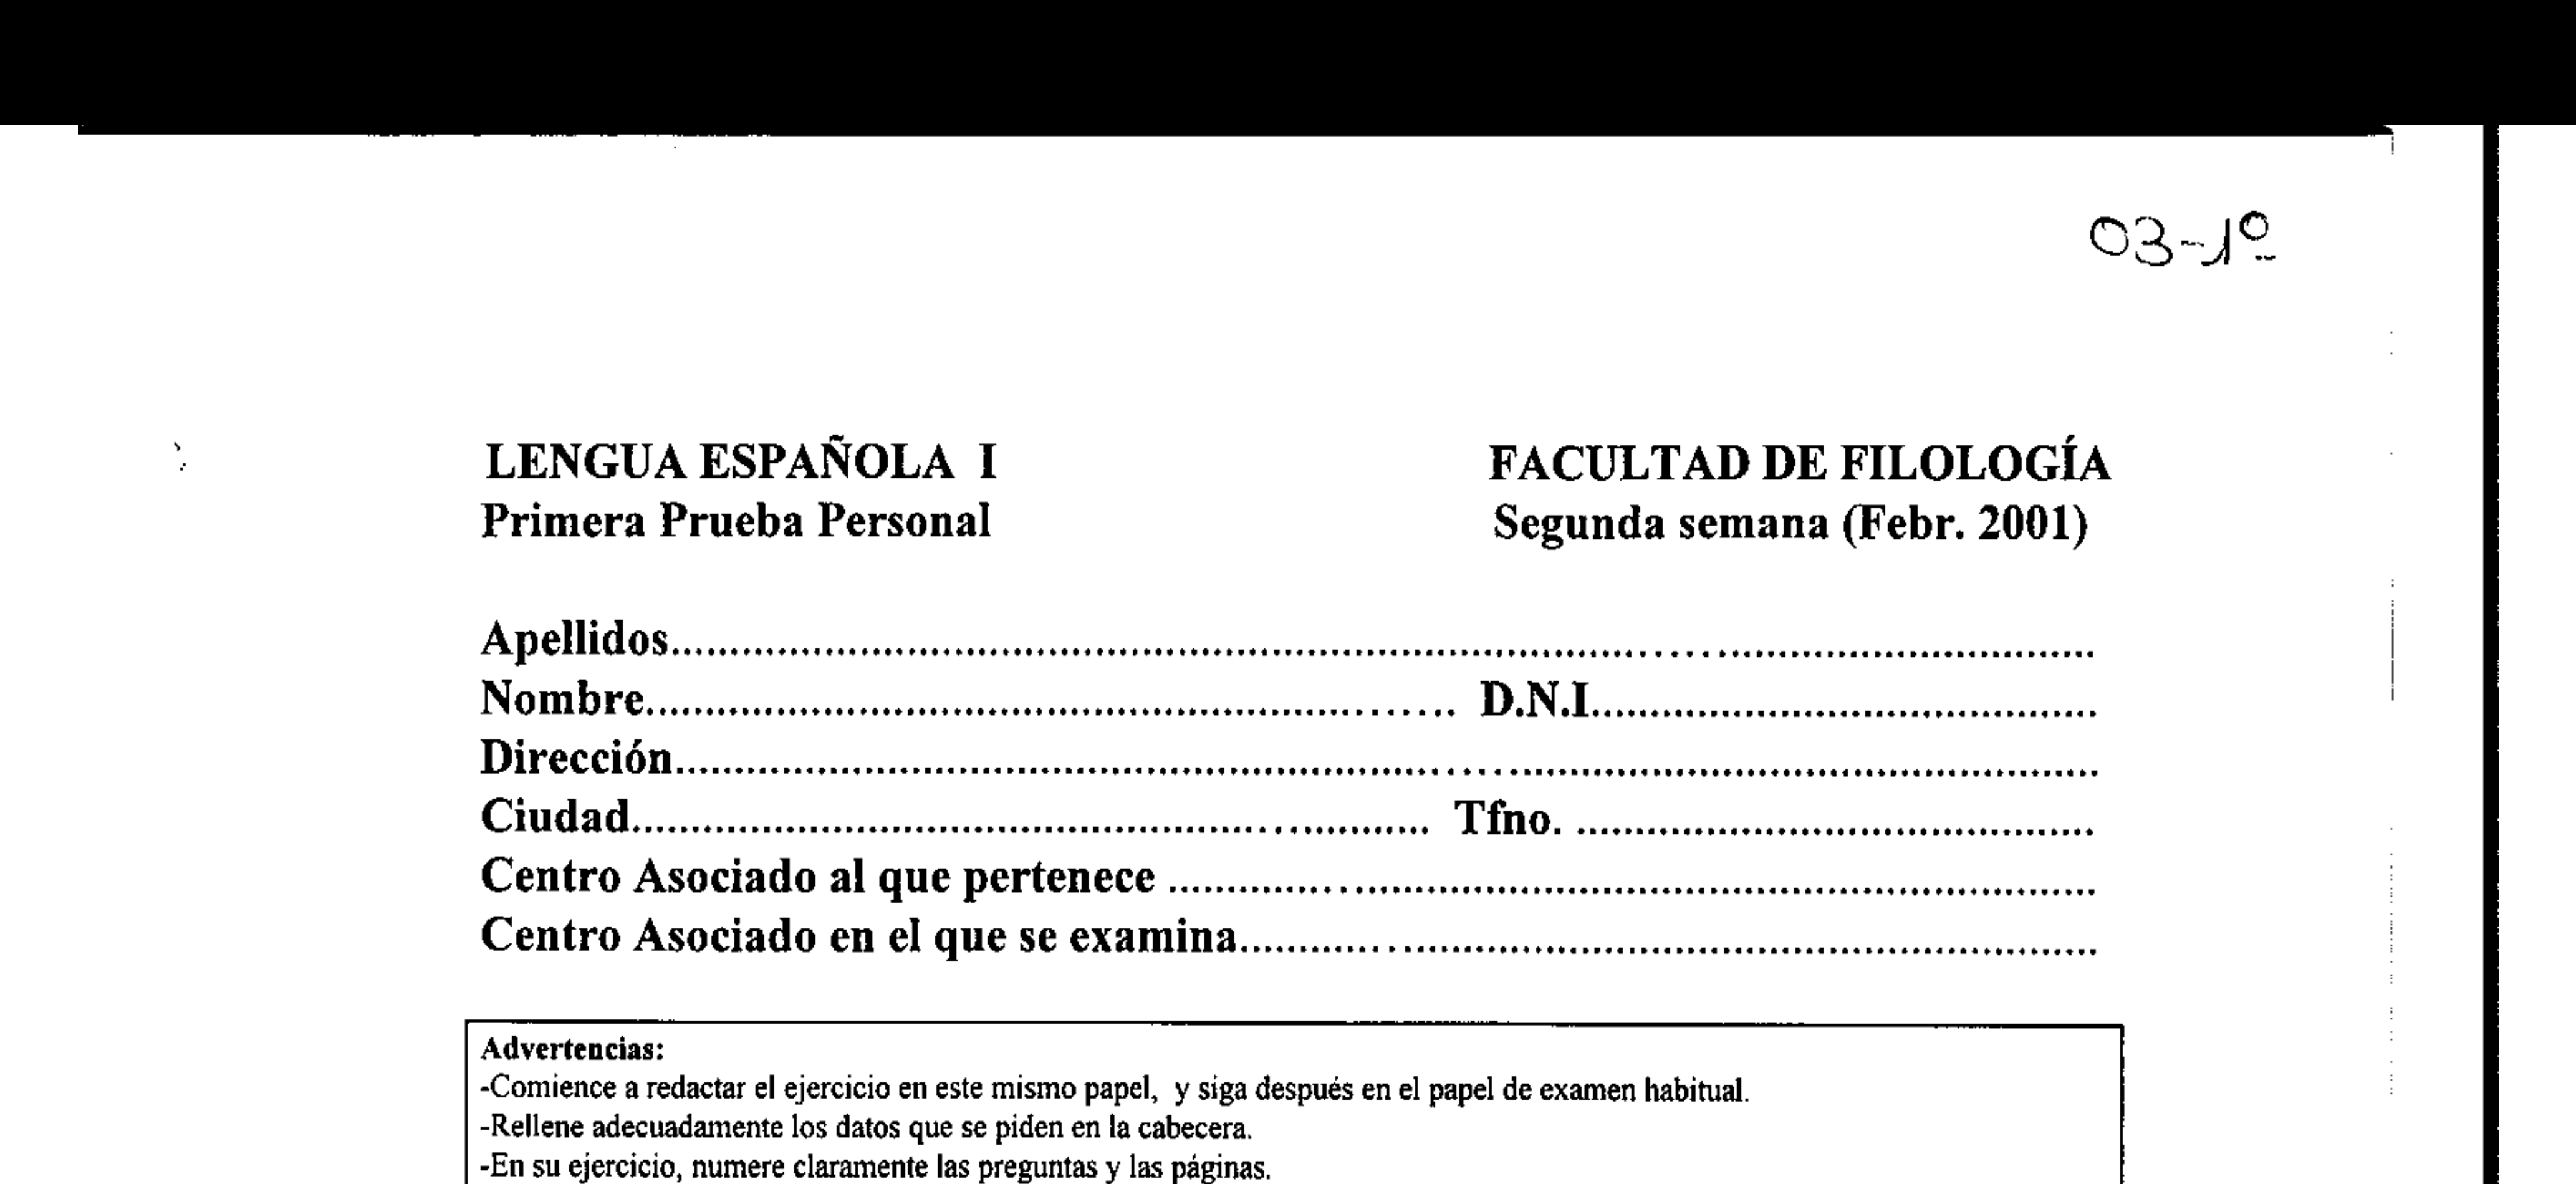 03-1º
LENGUA ESPAÑOLA I FACULTAD DE FILOLOGÍA
Primera Prueba Personal Segunda semana (Febr. 2001)
Apellidos........................................................................................................................
Nombre.................................................................... D.N.I..........................................
Dirección........................................................................................................................
Ciudad.................................................................... Tfno. ...........................................
Centro Asociado al que pertenece ..............................................................................
Centro Asociado en el que se examina........................................................................
Advertencias:
-Comience a redactar el ejercicio en este mismo papel, y siga después en el papel de examen habitual.
-Rellene adecuadamente los datos que se piden en la cabecera.
-En su ejercicio, numere claramente las preguntas y las páginas.